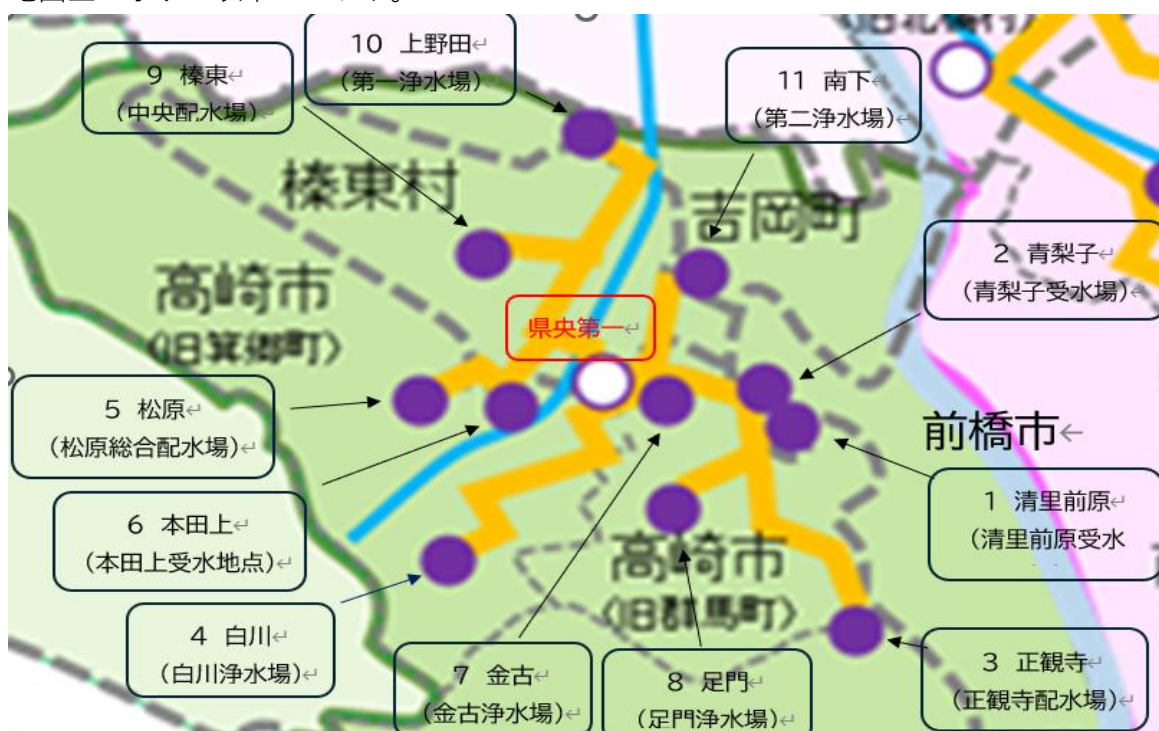 10 上野田↵
(第一浄水場)↵
9 榛東↵
(中央配水場)↵
11 南下↵
(第二浄水場)↵
榛東村
吉岡町
2 青梨子↵
(青梨子受水場)↵
高崎市
(旧箕郷町)
県央第一↵
5 松原↵
(松原総合配水場)↵
前橋市←
1 清里前原↵
(清里前原受水
6 本田上↵
(本田上受水地点)↵
高崎市
(旧群馬町)
4 白川↵
(白川浄水場)↵
7 金古↵
(金古浄水場)↵
8 足門↵
(足門浄水場)↵
3 正観寺↵
(正観寺配水場)↵